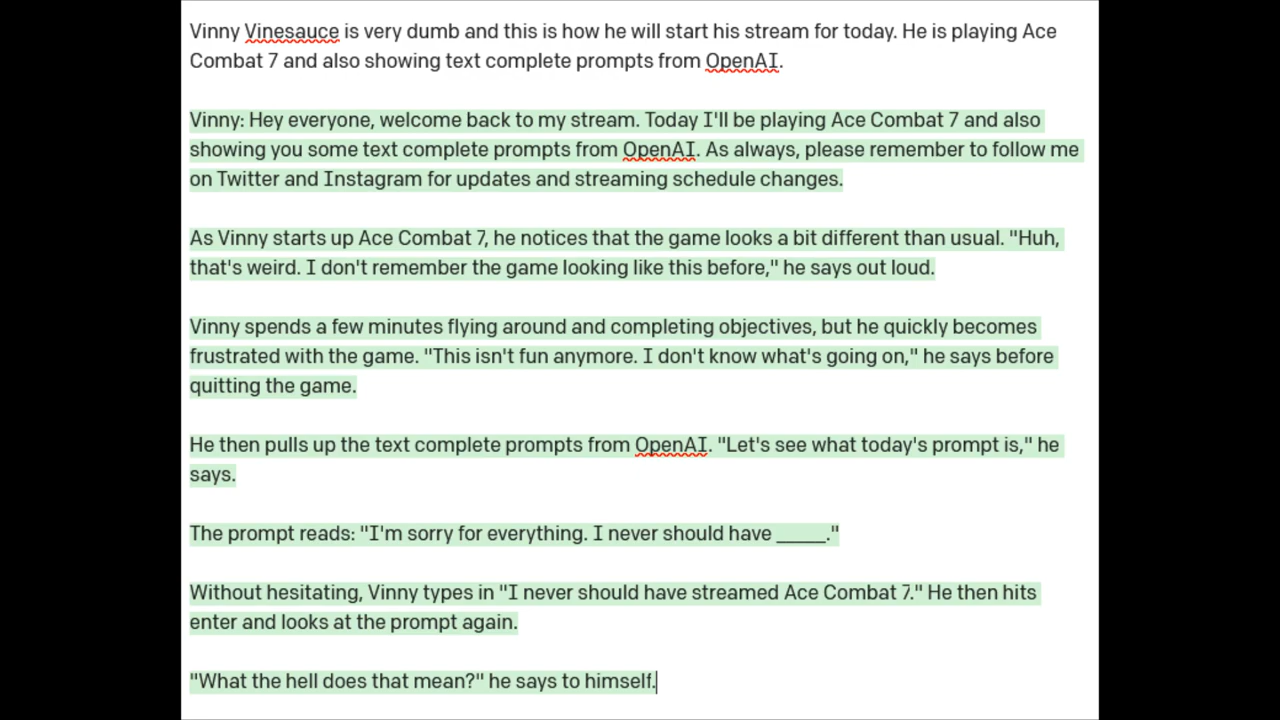 Vinny Vinesauce is very dumb and this is how he will start his stream for today. He is playing Ace
Combat 7 and also showing text complete prompts from OpenAI.
Vinny: Hey everyone, welcome back to my stream. Today I'll be playing Ace Combat 7 and also
showing you some text complete prompts from OpenAI. As always, please remember to follow me
on Twitter and Instagram for updates and streaming schedule changes.
As Vinny starts up Ace Combat 7, he notices that the game looks a bit different than usual. "Huh,
that's weird. I don't remember the game looking like this before," he says out loud.
Vinny spends a few minutes flying around and completing objectives, but he quickly becomes
frustrated with the game. "This isn't fun anymore. I don't know what's going on," he says before
quitting the game.
He then pulls up the text complete prompts from OpenAI. "Let's see what today's prompt is," he
says.
The prompt reads: "I'm sorry for everything. I never should have _____."
Without hesitating, Vinny types in "I never should have streamed Ace Combat 7." He then hits
enter and looks at the prompt again.
"What the hell does that mean?" he says to himself.